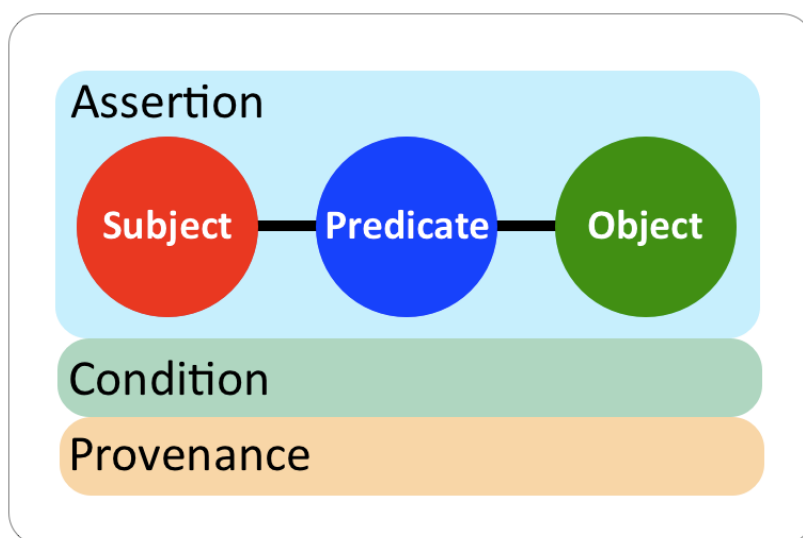 Assertion
Subject Predicate Object
Condition
Provenance